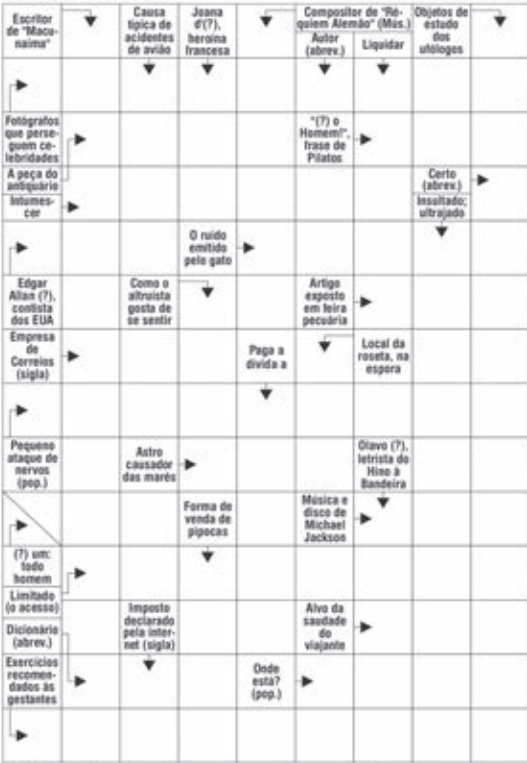 Escritor
de "Macu-
naíma"
Causa
típica de
acidentes
de avião
Joana
d'(?),
heroína
francesa
Compositor de "Ré-
quiem Alemão" (Mús.)
Autor
(abrev.)
Liquidar
Objetos de
estudo
dos
ufólogos
Fotógrafos
que perse-
guem ce-
lebridades
"(?) o
Homem!",
frase de
Pilatos
A peça do
antiquário
Intumes-
cer
Certo
(abrev.)
Insultado;
ultrajado
O ruído
emitido
pelo gato
Edgar
Allan (?),
contista
dos EUA
Como o
altruísta
gosta de
se sentir
Artigo
exposto
em feira
pecuária
Empresa
de
Correios
(sigla)
Paga a
dívida a
Local da
roseta, na
espora
Pequeno
ataque de
nervos
(pop.)
Astro
causador
das marés
Olavo (?),
letrista do
Hino à
Bandeira
Forma de
venda de
pipocas
Música e
disco de
Michael
Jackson
(?) um:
todo
homem
Limitado
(o acesso)
Dicionário
(abrev.)
Imposto
declarado
pela inter-
net (sigla)
Alvo da
saudade
do
viajante
Exercícios
recomen-
dados às
gestantes
Onde
está?
(pop.)